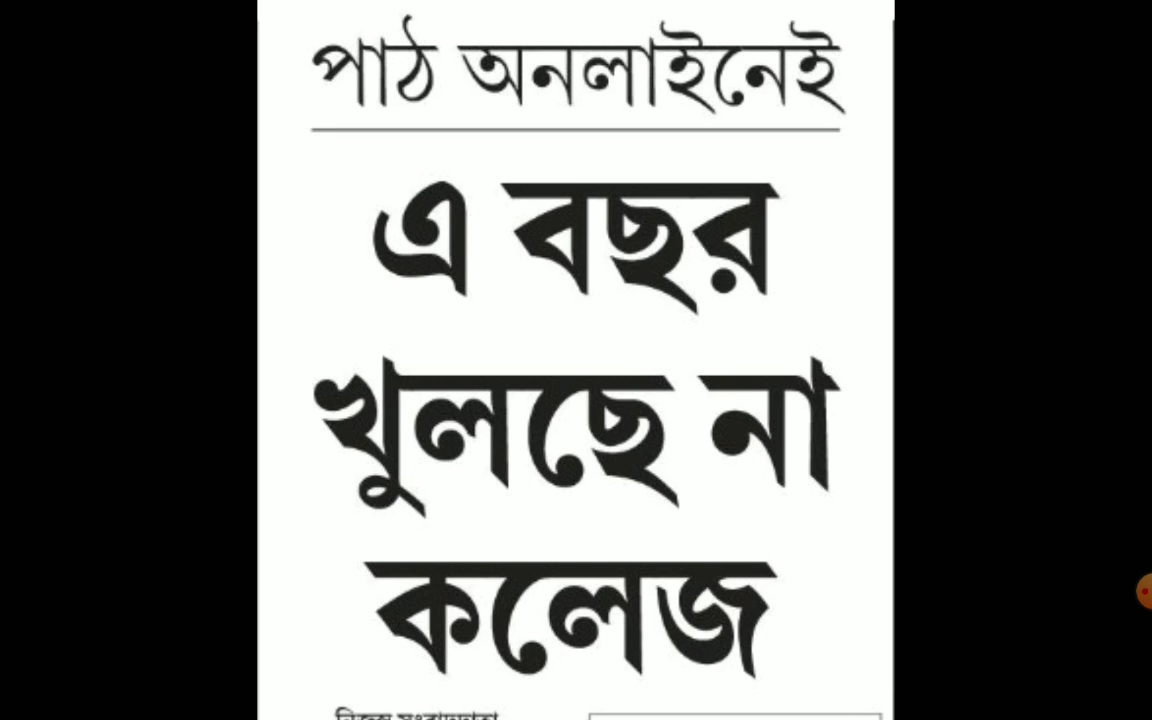 পাঠ অনলাইনেই
এ বছর
খুলছে না
কলেজ